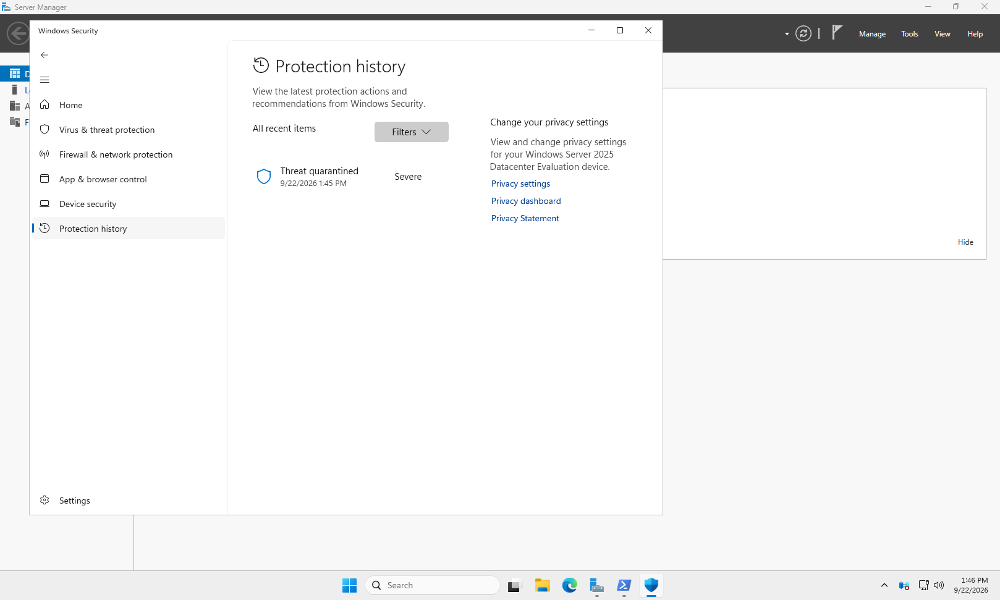 Server Manager
Manage
Tools
View
Help
Windows Security
Home
Virus & threat protection
Firewall & network protection
App & browser control
Device security
Protection history
Settings
Protection history
View the latest protection actions and
recommendations from Windows Security.
All recent items
Filters
Threat quarantined
9/22/2026 1:45 PM
Severe
Change your privacy settings
View and change privacy settings
for your Windows Server 2025
Datacenter Evaluation device.
Privacy settings
Privacy dashboard
Privacy Statement
Hide
Search
1:46 PM
9/22/2026